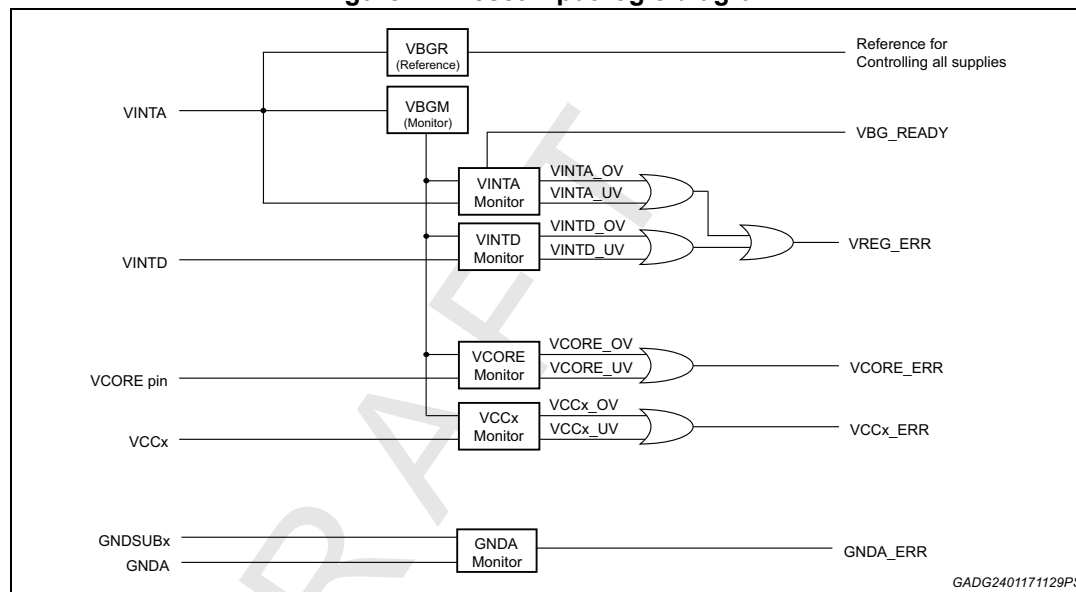 VBGR
(Reference)
Reference for
Controlling all supplies
VINTA
VBGM
(Monitor)
VBG_READY
VINTA
Monitor
VINTA_OV
VINTA_UV
VINTD
VINTD
Monitor
VINTD_OV
VINTD_UV
VREG_ERR
VCORE pin
VCORE
Monitor
VCORE_OV
VCORE_UV
VCORE_ERR
VCCx
VCCx
Monitor
VCCx_OV
VCCx_UV
VCCx_ERR
GNDSUBx
GNDA
GNDA
Monitor
GNDA_ERR
GADG2401171129PS